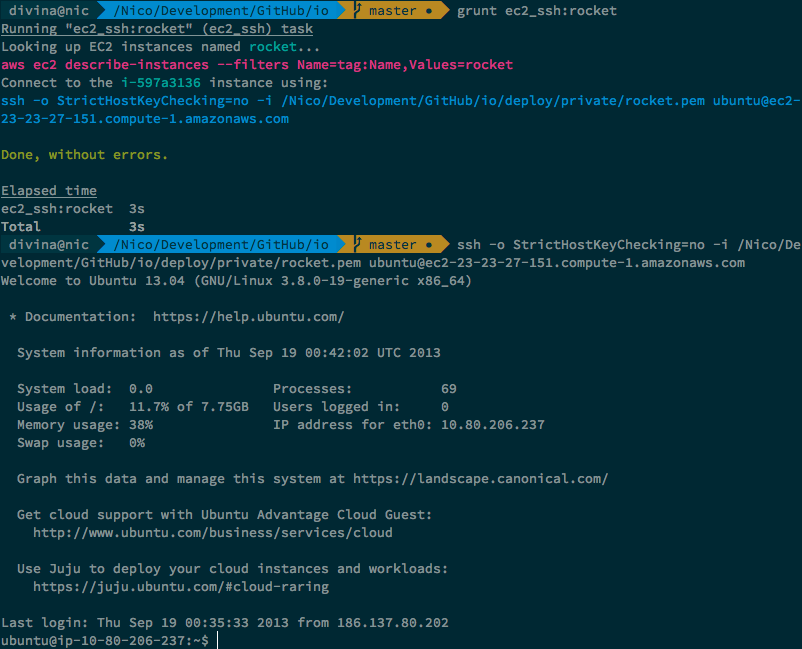 divina@nic /Nico/Development/GitHub/io master • grunt ec2_ssh:rocket
Running "ec2_ssh:rocket" (ec2_ssh) task
Looking up EC2 instances named rocket...
aws ec2 describe-instances --filters Name=tag:Name,Values=rocket
Connect to the i-597a3136 instance using:
ssh -o StrictHostKeyChecking=no -i /Nico/Development/GitHub/io/deploy/private/rocket.pem ubuntu@ec2-
23-23-27-151.compute-1.amazonaws.com
Done, without errors.
Elapsed time
ec2_ssh:rocket  3s
Total           3s
divina@nic /Nico/Development/GitHub/io master • ssh -o StrictHostKeyChecking=no -i /Nico/De
velopment/GitHub/io/deploy/private/rocket.pem ubuntu@ec2-23-23-27-151.compute-1.amazonaws.com
Welcome to Ubuntu 13.04 (GNU/Linux 3.8.0-19-generic x86_64)
* Documentation:  https://help.ubuntu.com/
System information as of Thu Sep 19 00:42:02 UTC 2013
System load:  0.0               Processes:           69
Usage of /:   11.7% of 7.75GB   Users logged in:     0
Memory usage: 38%               IP address for eth0: 10.80.206.237
Swap usage:   0%
Graph this data and manage this system at https://landscape.canonical.com/
Get cloud support with Ubuntu Advantage Cloud Guest:
http://www.ubuntu.com/business/services/cloud
Use Juju to deploy your cloud instances and workloads:
https://juju.ubuntu.com/#cloud-raring
Last login: Thu Sep 19 00:35:33 2013 from 186.137.80.202
ubuntu@ip-10-80-206-237:~$